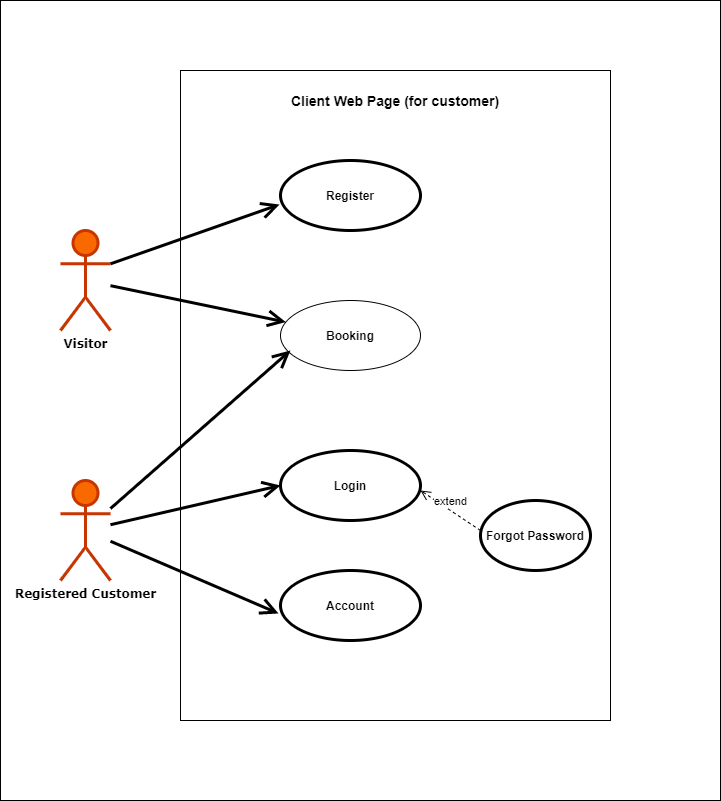 Client Web Page (for customer)
Register
Visitor
Booking
Login
extend
Forgot Password
Registered Customer
Account